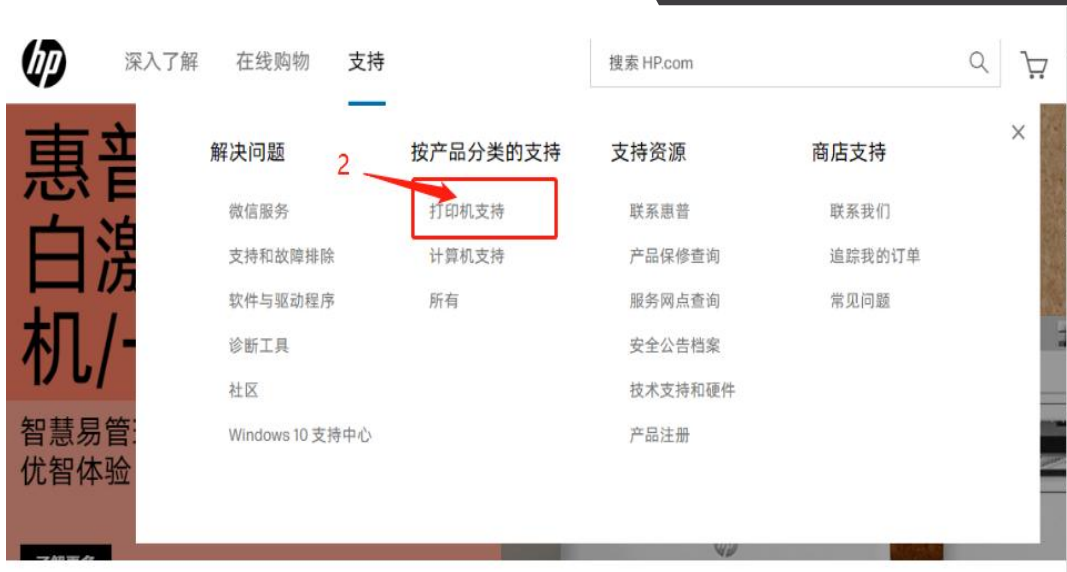 hp
深入了解
在线购物
支持
搜索 HP.com
惠普
白激
机/一
智慧易管
优智体验
了解更多
解决问题
微信服务
支持和故障排除
软件与驱动程序
诊断工具
社区
Windows 10 支持中心
2
按产品分类的支持
打印机支持
计算机支持
所有
支持资源
联系惠普
产品保修查询
服务网点查询
安全公告档案
技术支持和硬件
产品注册
商店支持
联系我们
追踪我的订单
常见问题
hp